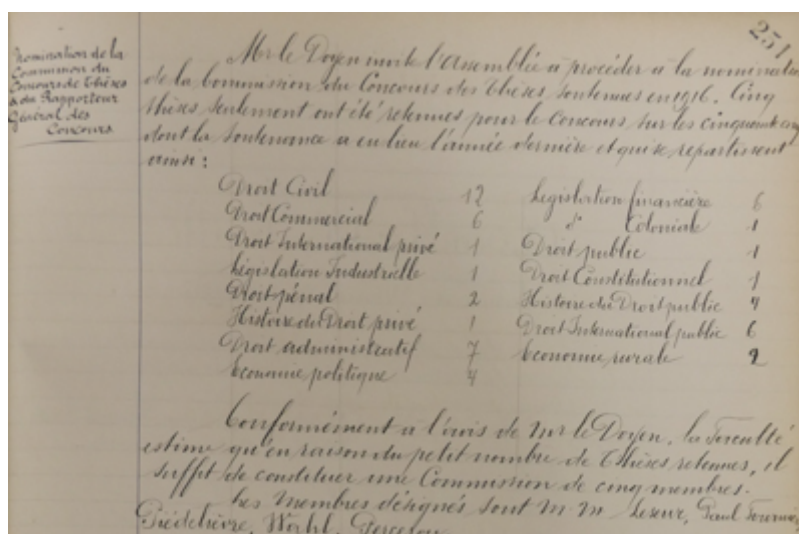 251
Nomination de la
Commission du
Concours de Thèses
& du Rapporteur
Général des
Concours
Mr le Doyen invite l'Assemblée à procéder à la nomination
de la Commission du Concours des Thèses soutenues en 1916. Cinq
thèses seulement ont été retenues pour le Concours sur les cinquante cinq
dont la soutenance a eu lieu l'année dernière et qui se répartissent
ainsi :
Droit Civil 12 Législation financière 6
Droit Commercial 6 d° Coloniale 1
Droit International privé 1 Droit public 1
Législation Industrielle 1 Droit Constitutionnel 1
Droit pénal 2 Histoire du Droit public 4
Histoire du Droit privé 1 Droit International public 6
Droit administratif 7 Economie rurale 2
Economie politique 4
Conformément à l'avis de Mr le Doyen, la Faculté
estime qu'en raison du petit nombre de Thèses retenues, il
suffit de constituer une Commission de cinq membres.
Les Membres désignés sont M.M. Leseur, Paul Fournier,
Piédelièvre, Wahl, Percerou